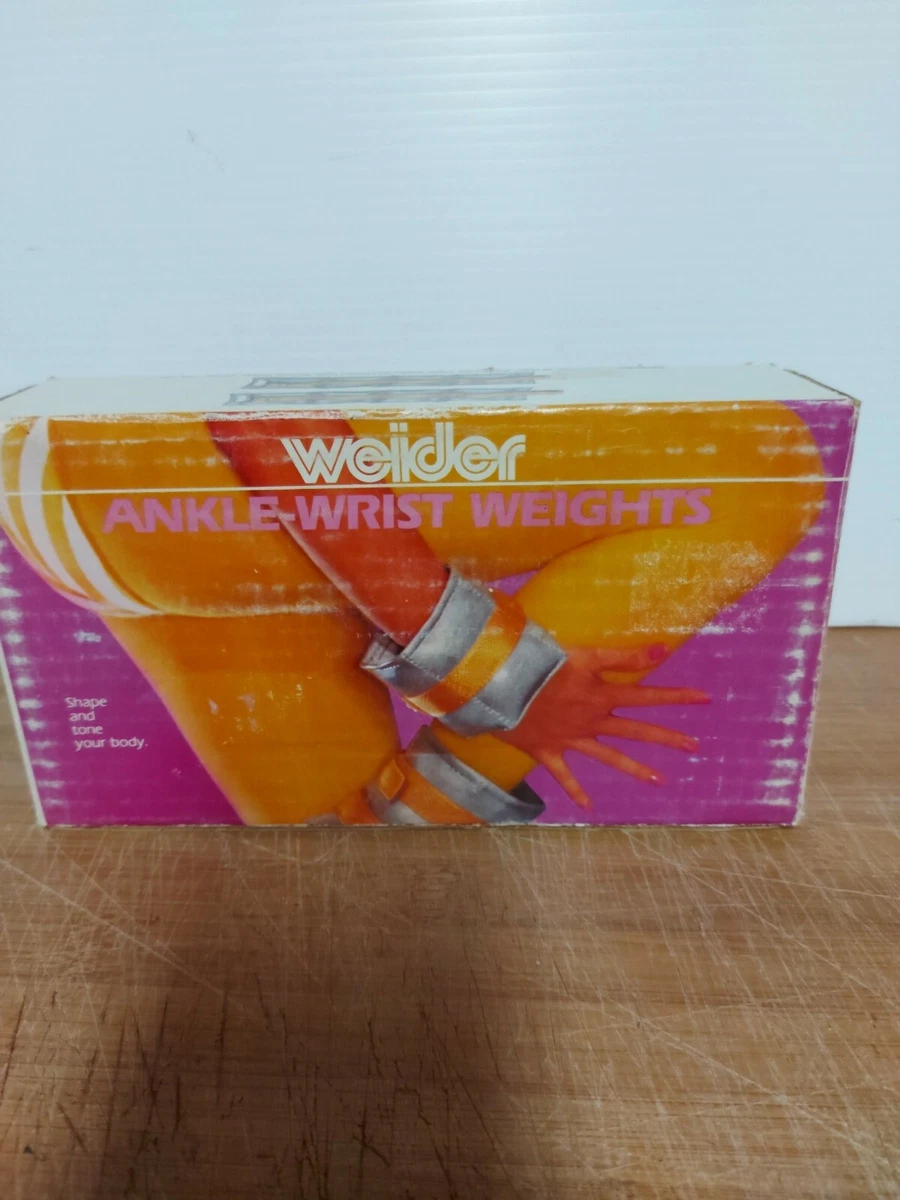 weider
ANKLE-WRIST WEIGHTS
Shape
and
tone
your body.